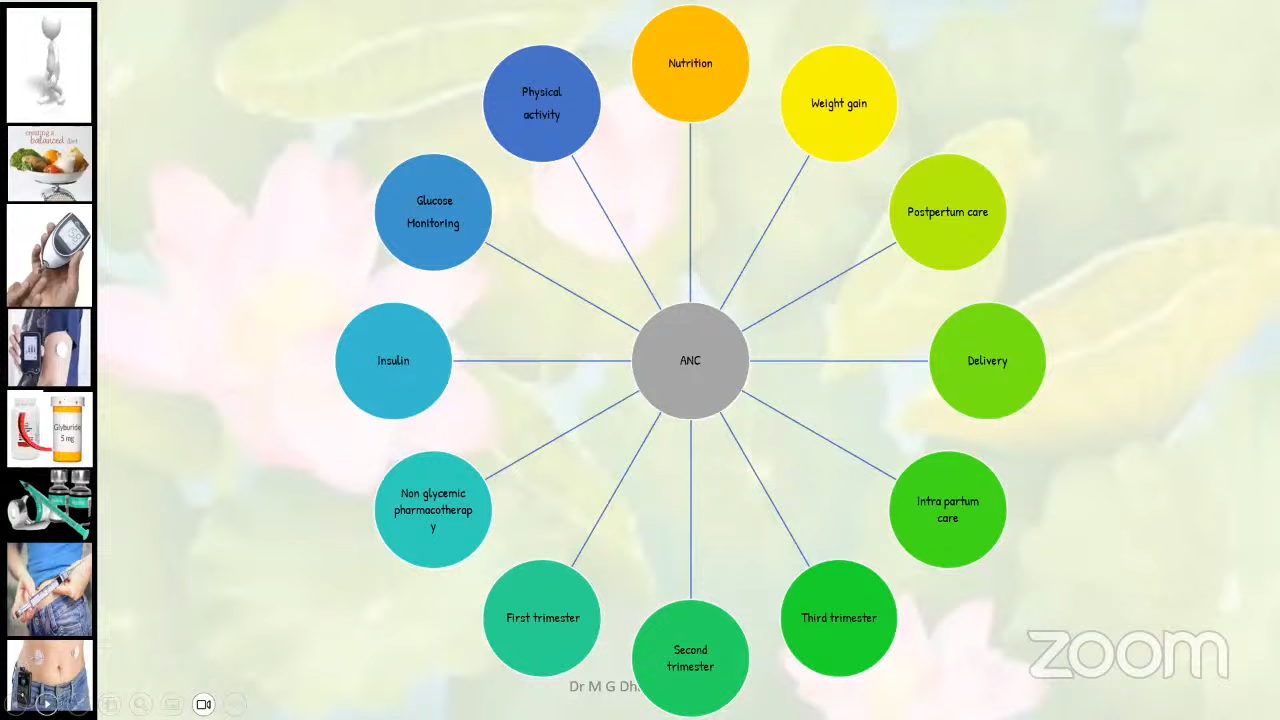 creating a
balanced diet
Glyburide
5 mg
Nutrition
Weight gain
Postpertum care
Delivery
Intra partum
care
Third trimester
Second
trimester
First trimester
Non glycemic
pharmacotherap
y
Insulin
Glucose
Monitoring
Physical
activity
ANC
Dr M G
zoom